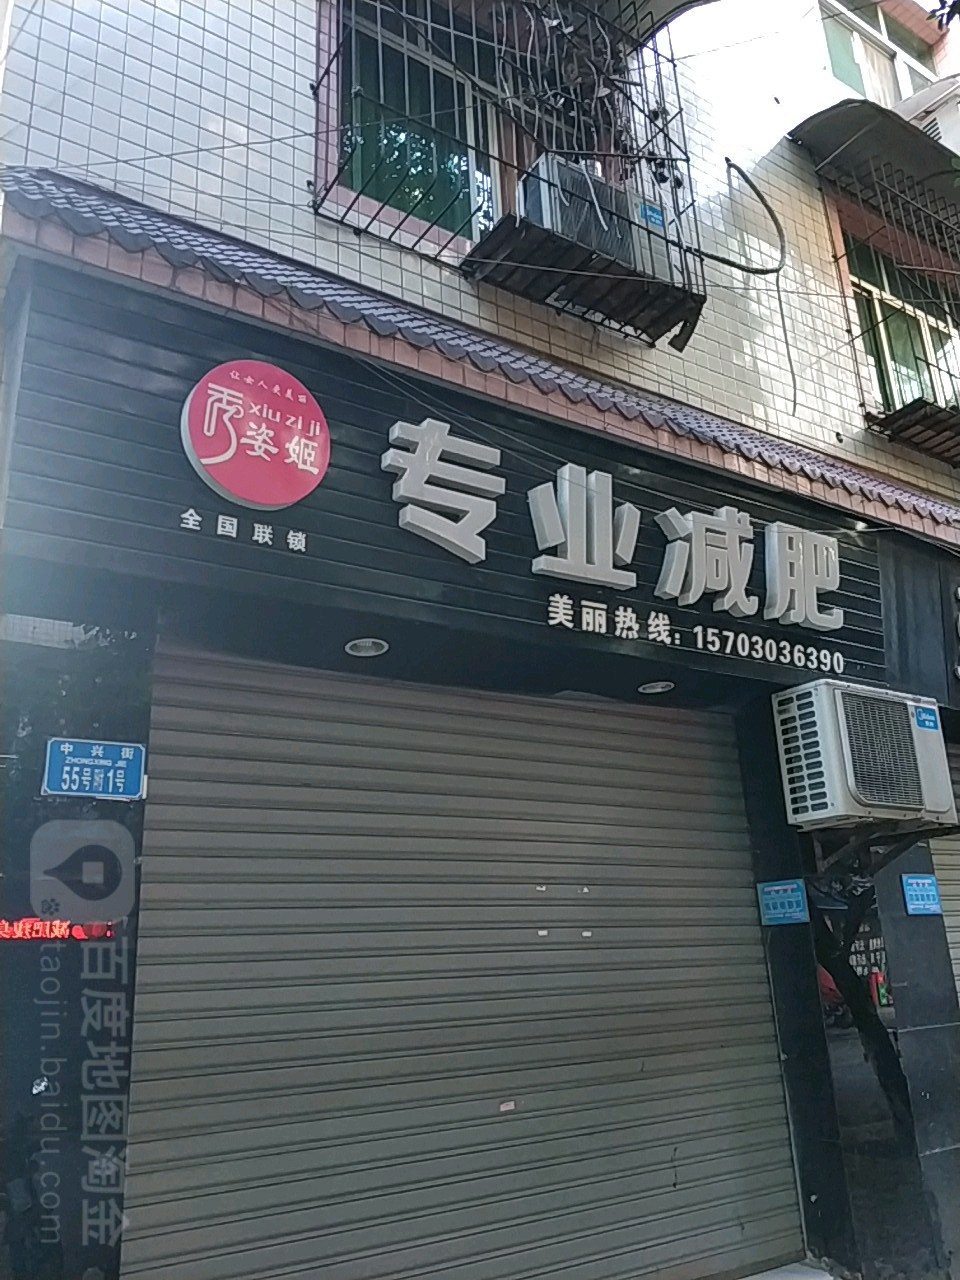 让女人更美丽
xiu zi ji
秀姿姬
全国联锁
专业减肥
美丽热线: 15703036390
Midea
中兴街
ZHONGXING JIE
55号附1号
百度地图淘金
taojin.baidu.com